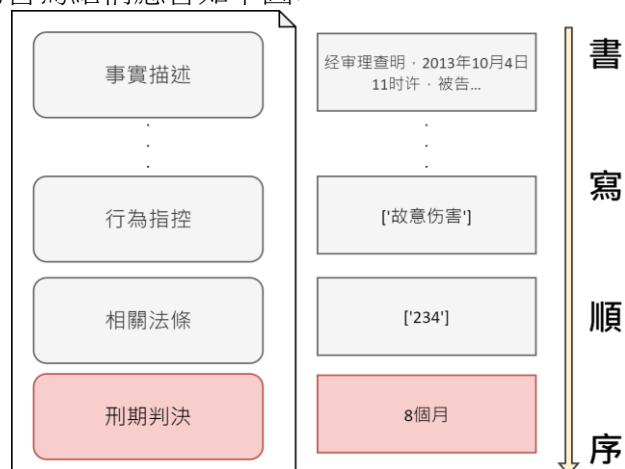 事實描述
经审理查明，2013年10月4日
11时许，被告...
行為指控
['故意伤害']
相關法條
['234']
刑期判決
8個月
書寫順序